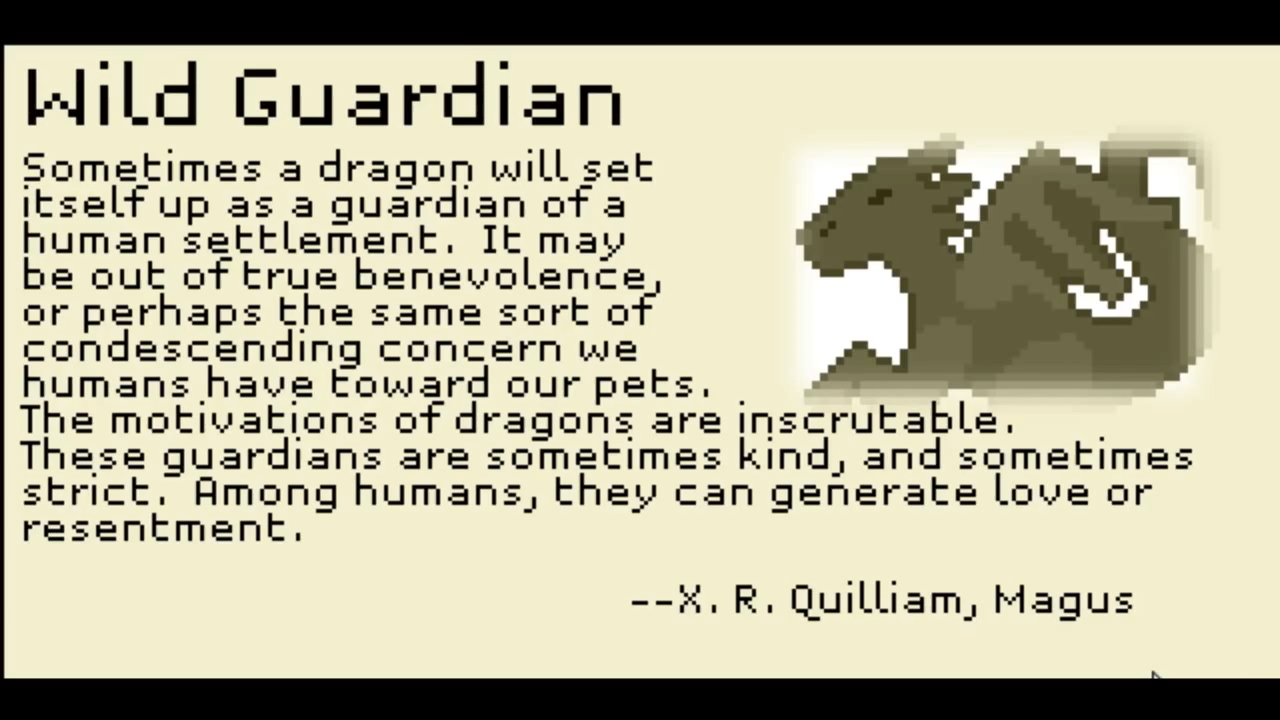 Wild Guardian
Sometimes a dragon will set
itself up as a guardian of a
human settlement. It may
be out of true benevolence,
or perhaps the same sort of
condescending concern we
humans have toward our pets.
The motivations of dragons are inscrutable.
These guardians are sometimes kind, and sometimes
strict. Among humans, they can generate love or
resentment.
--X. R. Quilliam, Magus